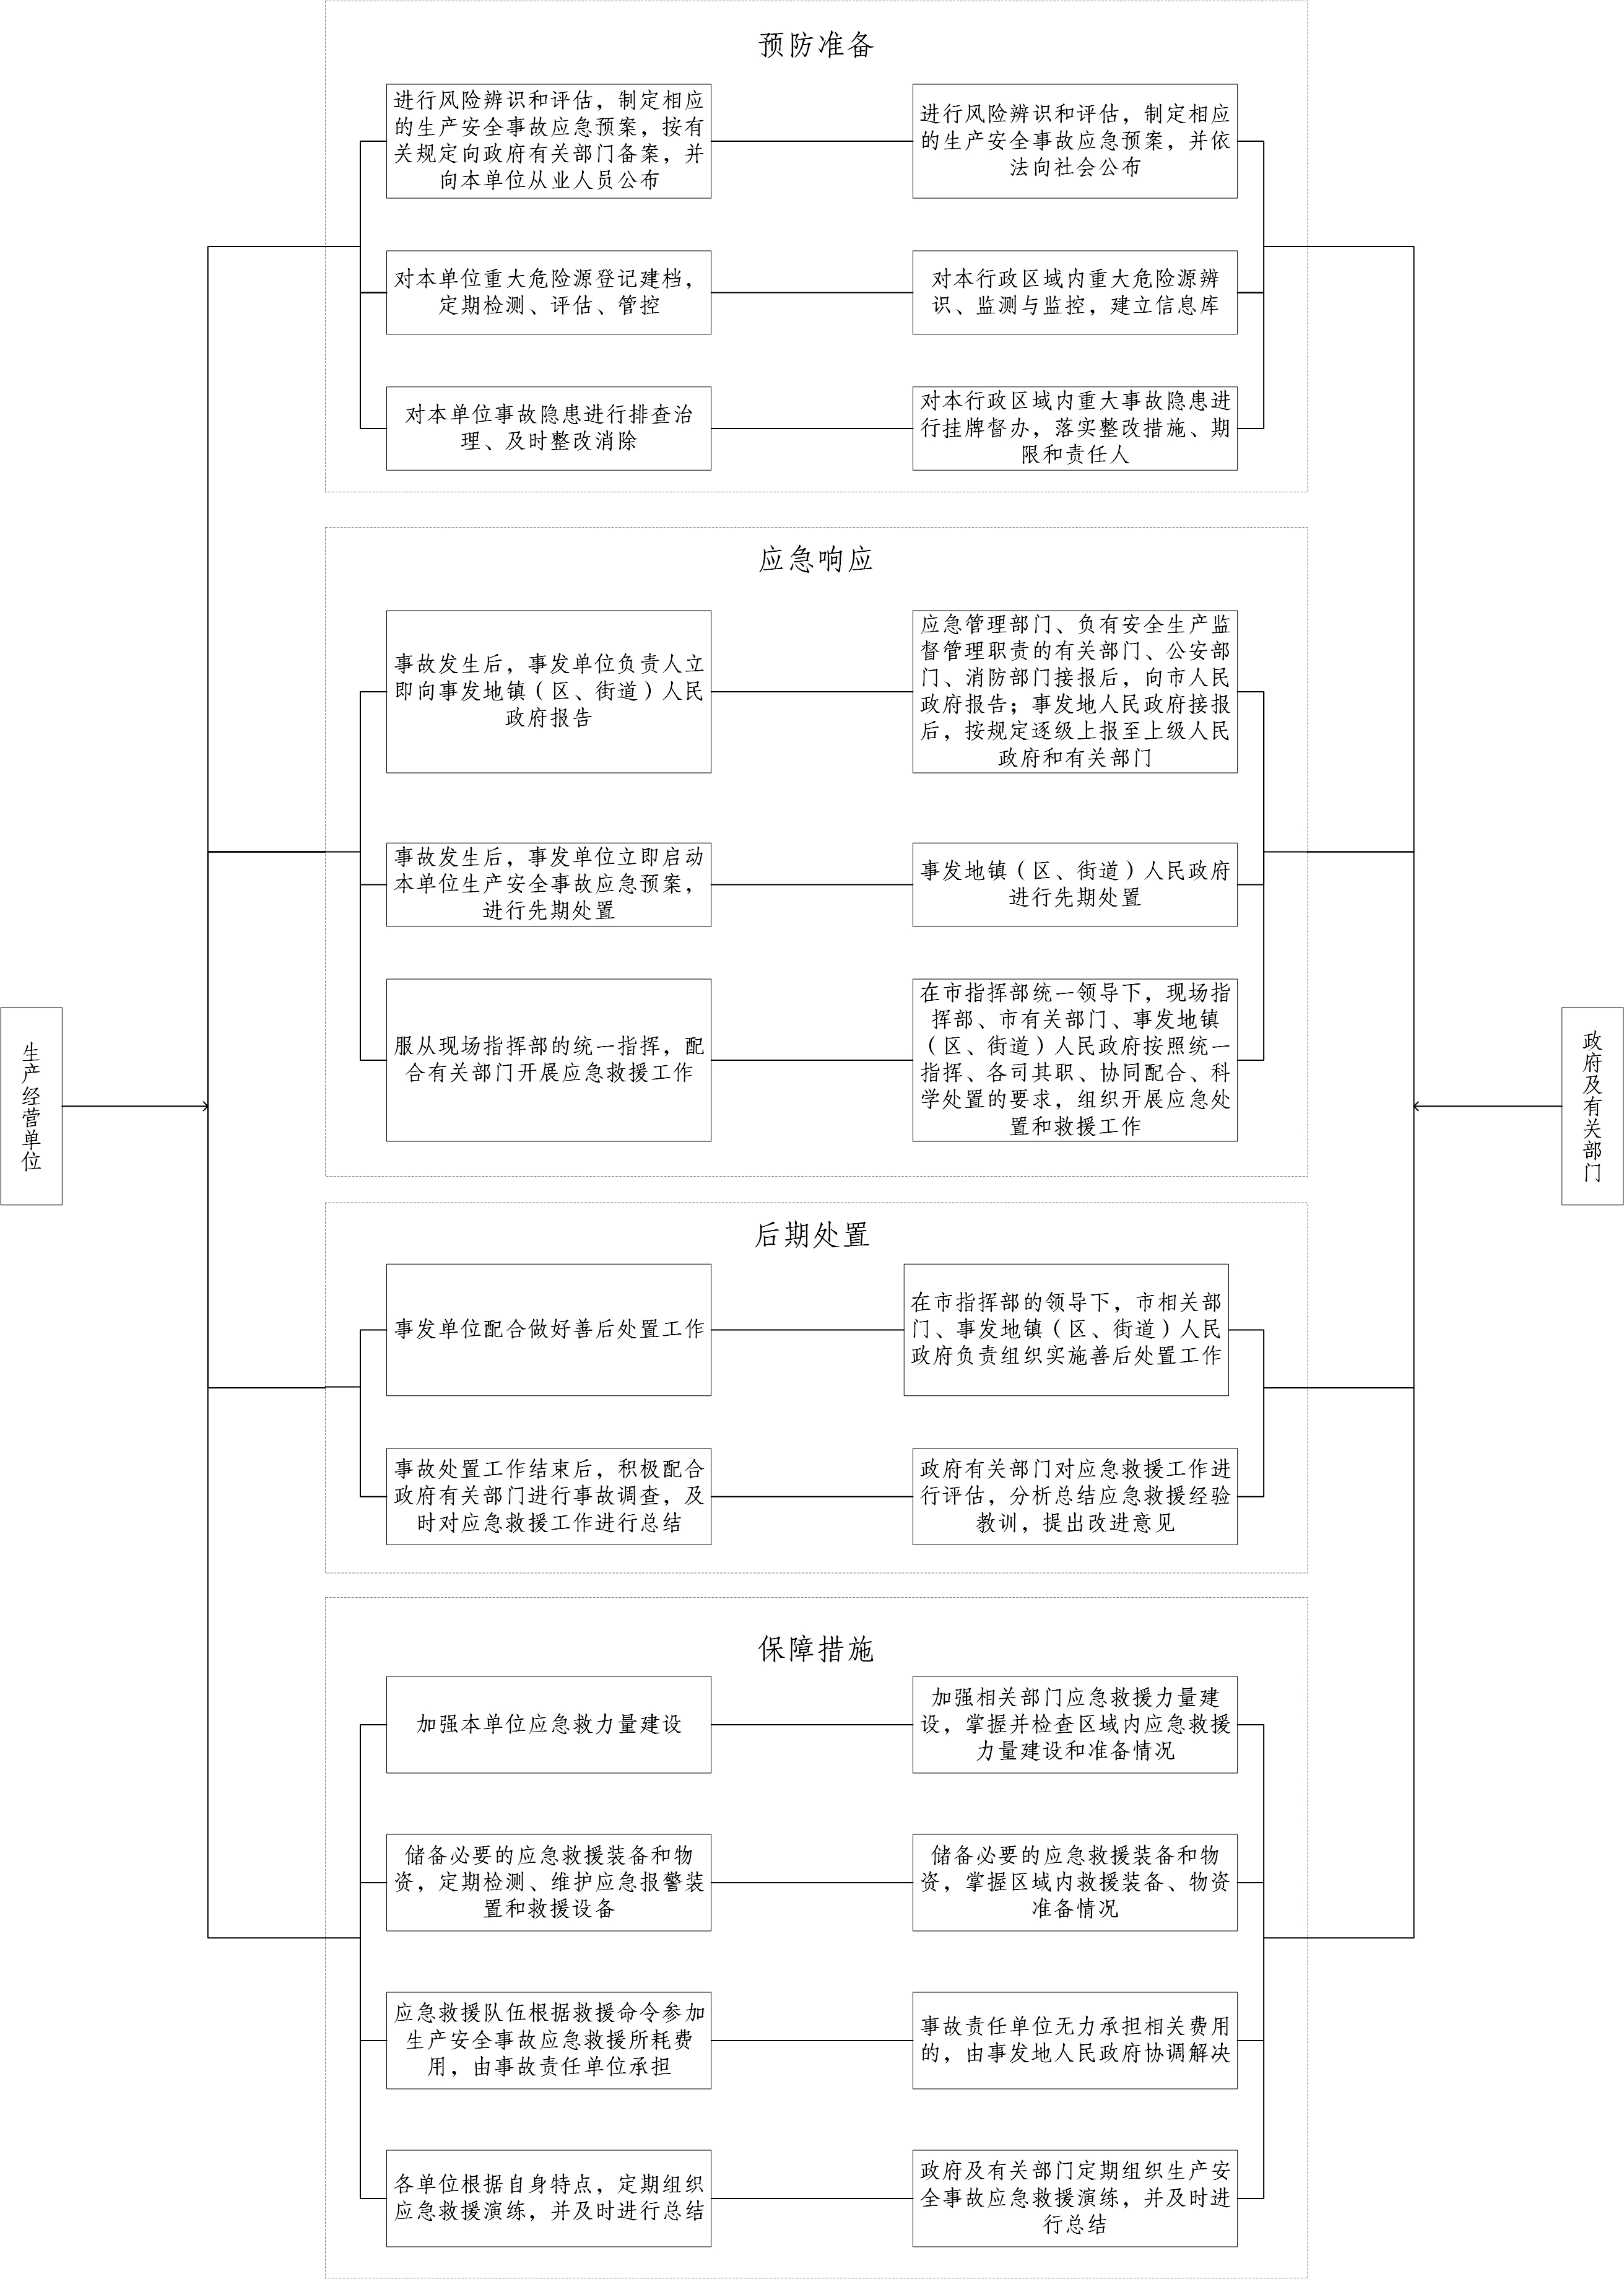 预防准备
进行风险辨识和评估，制定相应
的生产安全事故应急预案，按有
关规定向政府有关部门备案，并
向本单位从业人员公布
进行风险辨识和评估，制定相应
的生产安全事故应急预案，并依
法向社会公布
对本单位重大危险源登记建档，
定期检测、评估、管控
对本行政区域内重大危险源辨
识、监测与监控，建立信息库
对本单位事故隐患进行排查治
理、及时整改消除
对本行政区域内重大事故隐患进
行挂牌督办，落实整改措施、期
限和责任人
应急响应
事故发生后，事发单位负责人立
即向事发地镇（区、街道）人民
政府报告
应急管理部门、负有安全生产监
督管理职责的有关部门、公安部
门、消防部门接报后，向市人民
政府报告；事发地人民政府接报
后，按规定逐级上报至上级人民
政府和有关部门
事故发生后，事发单位立即启动
本单位生产安全事故应急预案，
进行先期处置
事发地镇（区、街道）人民政府
进行先期处置
服从现场指挥部的统一指挥，配
合有关部门开展应急救援工作
在市指挥部统一领导下，现场指
挥部、市有关部门、事发地镇
（区、街道）人民政府按照统一
指挥、各司其职、协同配合、科
学处置的要求，组织开展应急处
置和救援工作
生产经营单位
政府及有关部门
后期处置
事发单位配合做好善后处置工作
在市指挥部的领导下，市相关部
门、事发地镇（区、街道）人民
政府负责组织实施善后处置工作
事故处置工作结束后，积极配合
政府有关部门进行事故调查，及
时对应急救援工作进行总结
政府有关部门对应急救援工作进
行评估，分析总结应急救援经验
教训，提出改进意见
保障措施
加强本单位应急救力量建设
加强相关部门应急救援力量建
设，掌握并检查区域内应急救援
力量建设和准备情况
储备必要的应急救援装备和物
资，定期检测、维护应急报警装
置和救援设备
储备必要的应急救援装备和物
资，掌握区域内救援装备、物资
准备情况
应急救援队伍根据救援命令参加
生产安全事故应急救援所耗费
用，由事故责任单位承担
事故责任单位无力承担相关费用
的，由事发地人民政府协调解决
各单位根据自身特点，定期组织
应急救援演练，并及时进行总结
政府及有关部门定期组织生产安
全事故应急救援演练，并及时进
行总结